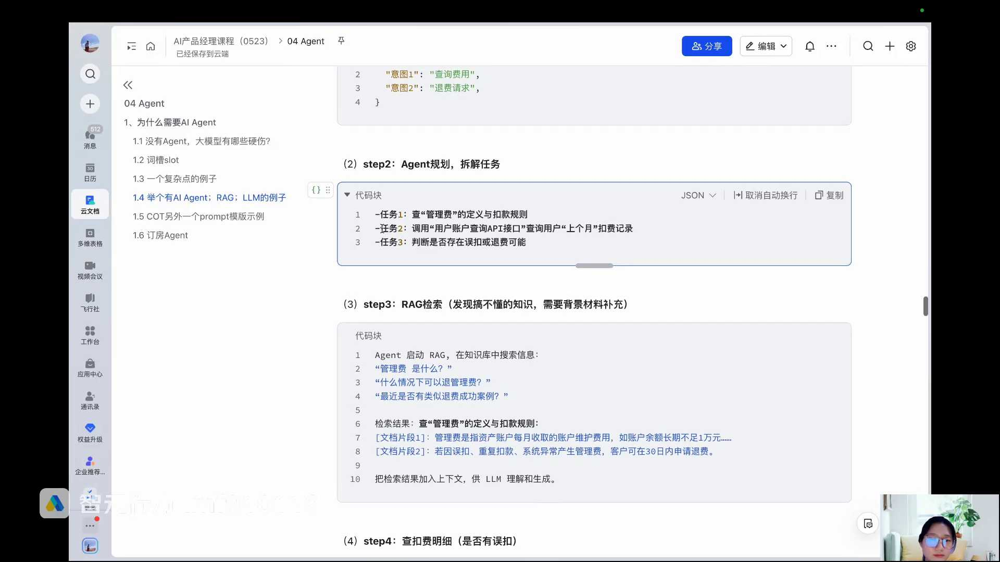 AI产品经理课程（0523） > 04 Agent
已经保存到云端
分享
编辑
512
消息
30
日历
云文档
多维表格
视频会议
飞行社
工作台
应用中心
通讯录
权益升级
企业推荐...
04 Agent
1、为什么需要AI Agent
1.1 没有Agent，大模型有哪些硬伤？
1.2 词槽slot
1.3 一个复杂点的例子
1.4 举个有AI Agent；RAG；LLM的例子
1.5 COT另外一个prompt模版示例
1.6 订房Agent
2 "意图1": "查询费用",
3 "意图2": "退费请求",
4 }
（2）step2：Agent规划，拆解任务
代码块
JSON
取消自动换行
复制
1 -任务1：查“管理费”的定义与扣款规则
2 -任务2：调用“用户账户查询API接口”查询用户“上个月”扣费记录
3 -任务3：判断是否存在误扣或退费可能
（3）step3：RAG检索（发现搞不懂的知识，需要背景材料补充）
代码块
1 Agent 启动 RAG, 在知识库中搜索信息：
2 “管理费 是什么？”
3 “什么情况下可以退管理费？”
4 “最近是否有类似退费成功案例？”
5
6 检索结果：查“管理费”的定义与扣款规则：
7 [文档片段1]：管理费是指资产账户每月收取的账户维护费用，如账户余额长期不足1万元……
8 [文档片段2]：若因误扣、重复扣款、系统异常产生管理费，客户可在30日内申请退费。
9
10 把检索结果加入上下文，供 LLM 理解和生成。
（4）step4：查扣费明细（是否有误扣）